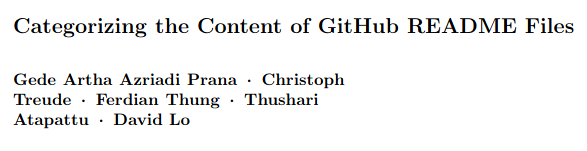 Categorizing the Content of GitHub README Files
Gede Artha Azriadi Prana · Christoph
Treude · Ferdian Thung · Thushari
Atapattu · David Lo